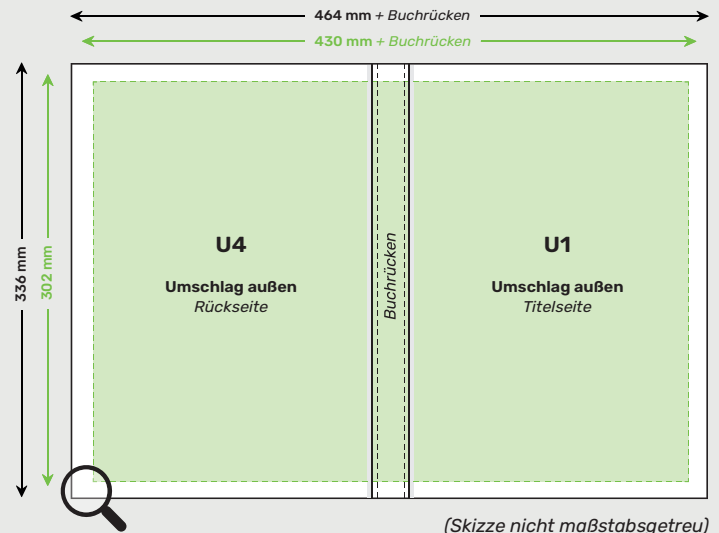 464 mm + Buchrücken
430 mm + Buchrücken
336 mm
302 mm
U4
Umschlag außen
Rückseite
Buchrücken
U1
Umschlag außen
Titelseite
(Skizze nicht maßstabsgetreu)